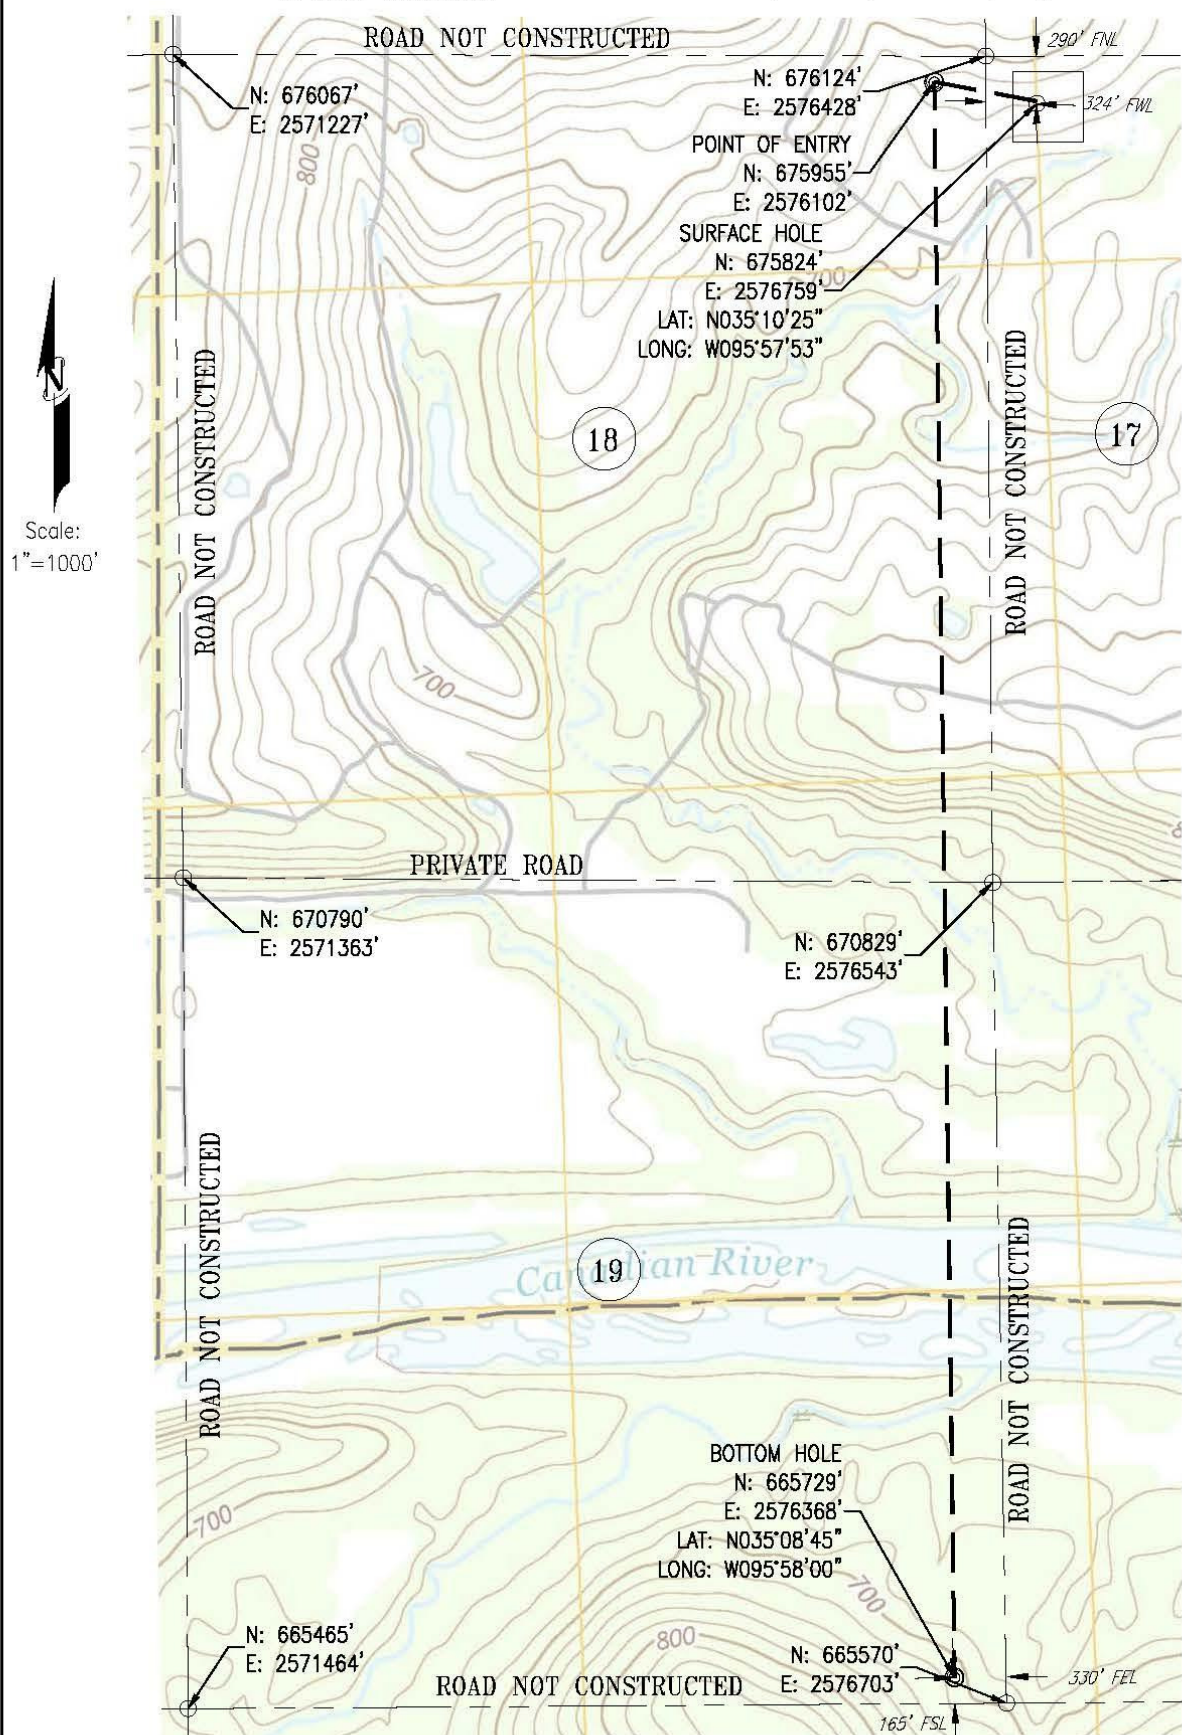 ROAD NOT CONSTRUCTED
290' FNL
N: 676067'
E: 2571227'
N: 676124'
E: 2576428'
324' FWL
POINT OF ENTRY
N: 675955'
E: 2576102'
800
SURFACE HOLE
N: 675824'
E: 2576759'
700
LAT: N035°10'25"
LONG: W095°57'53"
N
Scale:
1"=1000'
ROAD NOT CONSTRUCTED
18
ROAD NOT CONSTRUCTED
17
700
PRIVATE ROAD
N: 670790'
E: 2571363'
N: 670829'
E: 2576543'
ROAD NOT CONSTRUCTED
Canadian River
19
ROAD NOT CONSTRUCTED
BOTTOM HOLE
N: 665729'
E: 2576368'
LAT: N035°08'45"
LONG: W095°58'00"
700
700
800
N: 665465'
E: 2571464'
ROAD NOT CONSTRUCTED
N: 665570'
E: 2576703'
330' FEL
165' FSL